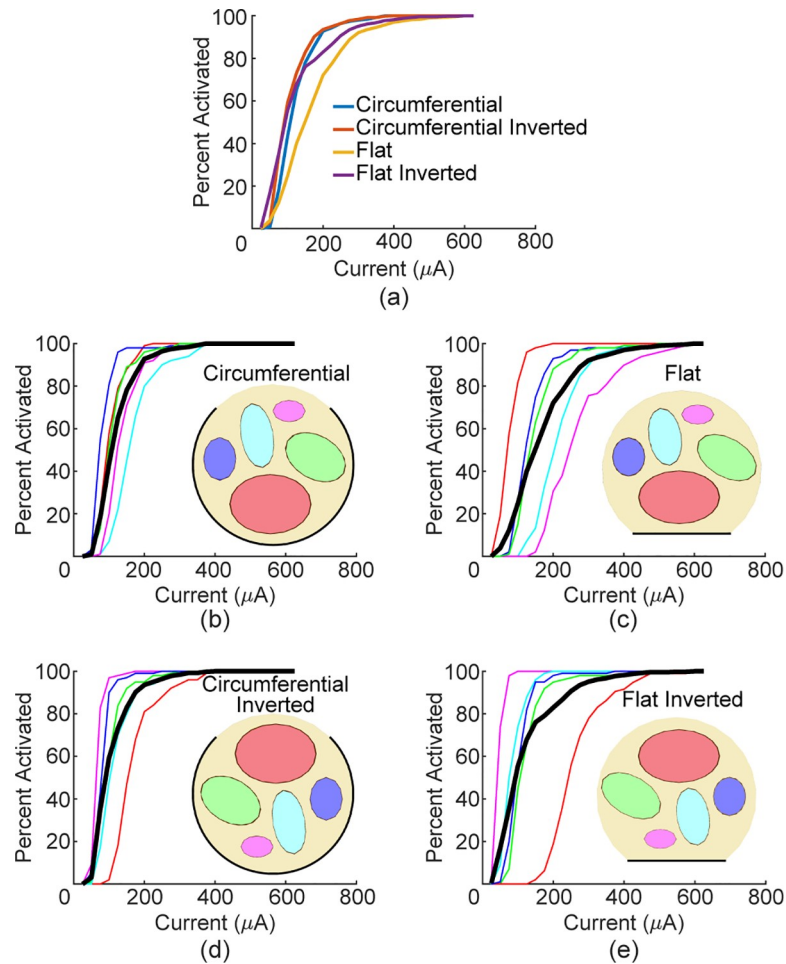 100
80
60
40
20
0 200 400 600 800
Percent Activated
Current (μA)
Circumferential
Circumferential Inverted
Flat
Flat Inverted
(a)
100
80
60
40
20
0 200 400 600 800
Percent Activated
Current (μA)
Circumferential
(b)
100
80
60
40
20
0 200 400 600 800
Percent Activated
Current (μA)
Flat
(c)
100
80
60
40
20
0 200 400 600 800
Percent Activated
Current (μA)
Circumferential
Inverted
(d)
100
80
60
40
20
0 200 400 600 800
Percent Activated
Current (μA)
Flat Inverted
(e)